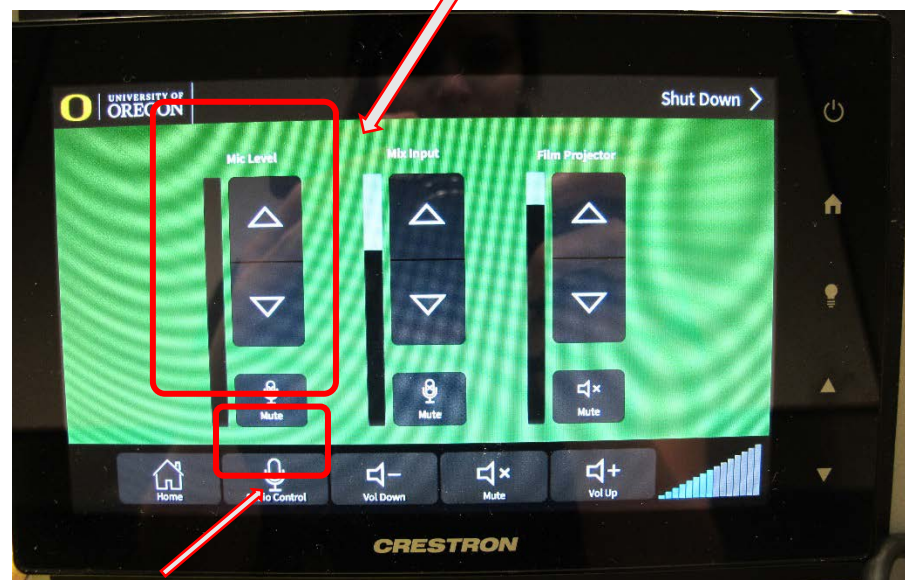 UNIVERSITY OF
OREGON
Shut Down
Mic Level
Mix Input
Film Projector
Mute
Mute
Mute
Home
Control
Vol Down
Mute
Vol Up
CRESTRON